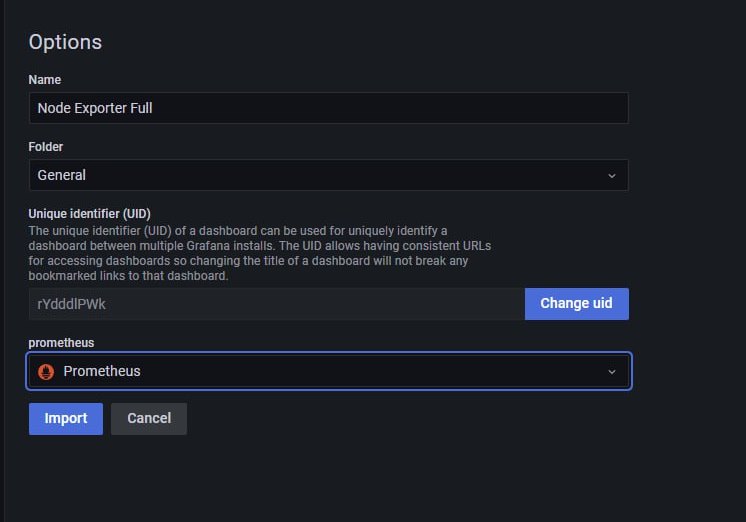 Options
Name
Node Exporter Full
Folder
General
Unique identifier (UID)
The unique identifier (UID) of a dashboard can be used for uniquely identify a
dashboard between multiple Grafana installs. The UID allows having consistent URLs
for accessing dashboards so changing the title of a dashboard will not break any
bookmarked links to that dashboard.
rYdddlPWk
Change uid
prometheus
Prometheus
Import Cancel